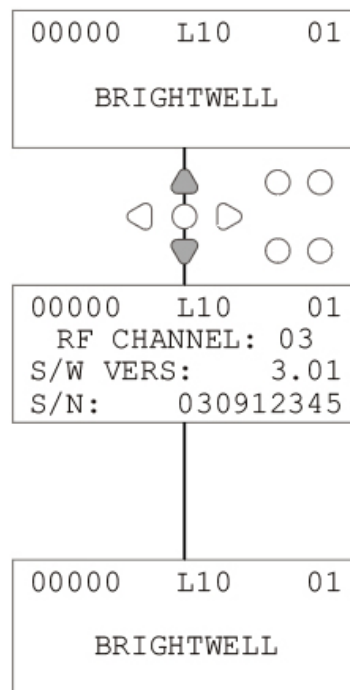 00000 L10 01
BRIGHTWELL
00000 L10 01
RF CHANNEL: 03
S/W VERS: 3.01
S/N: 030912345
00000 L10 01
BRIGHTWELL